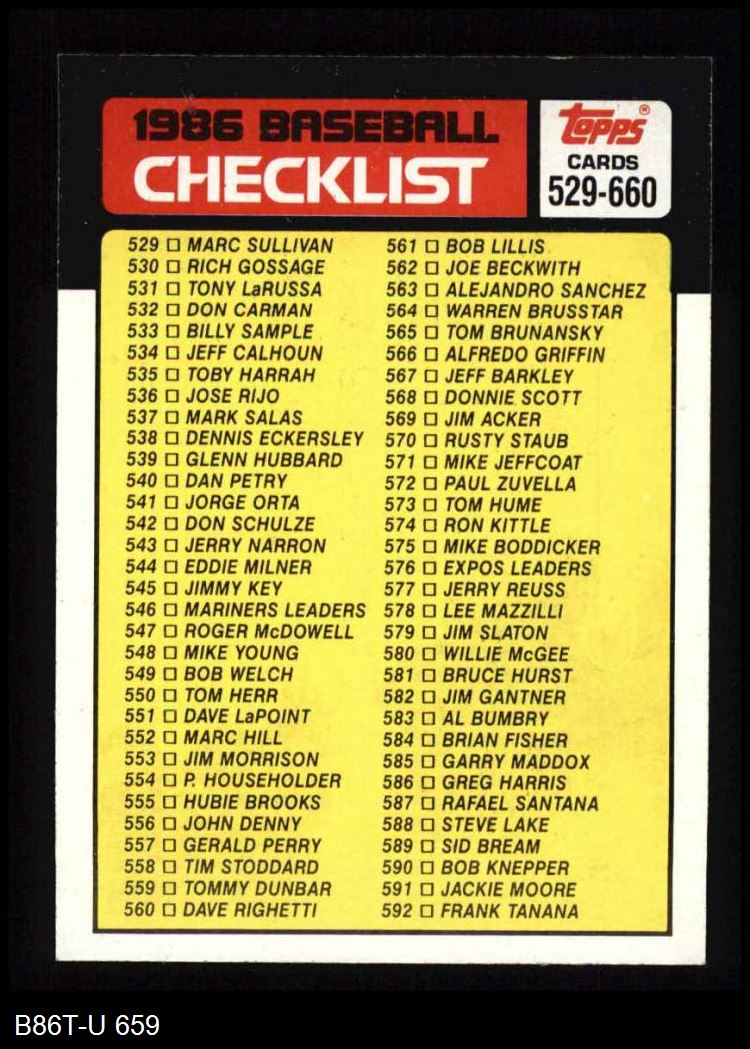 1986 BASEBALL
CHECKLIST
TOPPS®
CARDS
529-660
529 □ MARC SULLIVAN
530 □ RICH GOSSAGE
531 □ TONY LaRUSSA
532 □ DON CARMAN
533 □ BILLY SAMPLE
534 □ JEFF CALHOUN
535 □ TOBY HARRAH
536 □ JOSE RIJO
537 □ MARK SALAS
538 □ DENNIS ECKERSLEY
539 □ GLENN HUBBARD
540 □ DAN PETRY
541 □ JORGE ORTA
542 □ DON SCHULZE
543 □ JERRY NARRON
544 □ EDDIE MILNER
545 □ JIMMY KEY
546 □ MARINERS LEADERS
547 □ ROGER McDOWELL
548 □ MIKE YOUNG
549 □ BOB WELCH
550 □ TOM HERR
551 □ DAVE LaPOINT
552 □ MARC HILL
553 □ JIM MORRISON
554 □ P. HOUSEHOLDER
555 □ HUBIE BROOKS
556 □ JOHN DENNY
557 □ GERALD PERRY
558 □ TIM STODDARD
559 □ TOMMY DUNBAR
560 □ DAVE RIGHETTI
561 □ BOB LILLIS
562 □ JOE BECKWITH
563 □ ALEJANDRO SANCHEZ
564 □ WARREN BRUSSTAR
565 □ TOM BRUNANSKY
566 □ ALFREDO GRIFFIN
567 □ JEFF BARKLEY
568 □ DONNIE SCOTT
569 □ JIM ACKER
570 □ RUSTY STAUB
571 □ MIKE JEFFCOAT
572 □ PAUL ZUVELLA
573 □ TOM HUME
574 □ RON KITTLE
575 □ MIKE BODDICKER
576 □ EXPOS LEADERS
577 □ JERRY REUSS
578 □ LEE MAZZILLI
579 □ JIM SLATON
580 □ WILLIE McGEE
581 □ BRUCE HURST
582 □ JIM GANTNER
583 □ AL BUMBRY
584 □ BRIAN FISHER
585 □ GARRY MADDOX
586 □ GREG HARRIS
587 □ RAFAEL SANTANA
588 □ STEVE LAKE
589 □ SID BREAM
590 □ BOB KNEPPER
591 □ JACKIE MOORE
592 □ FRANK TANANA
B86T-U 659